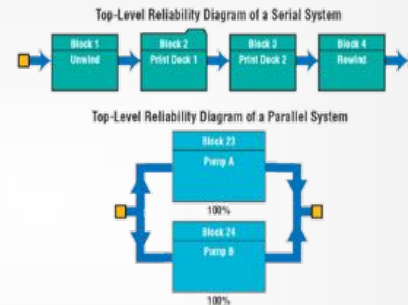 Top-Level Reliability Diagram of a Serial System
Block 1
Unwind
Block 2
Print Deck 1
Block 3
Print Deck 2
Block 4
Rewind
Top-Level Reliability Diagram of a Parallel System
Block 23
Pump A
100%
Block 24
Pump B
100%